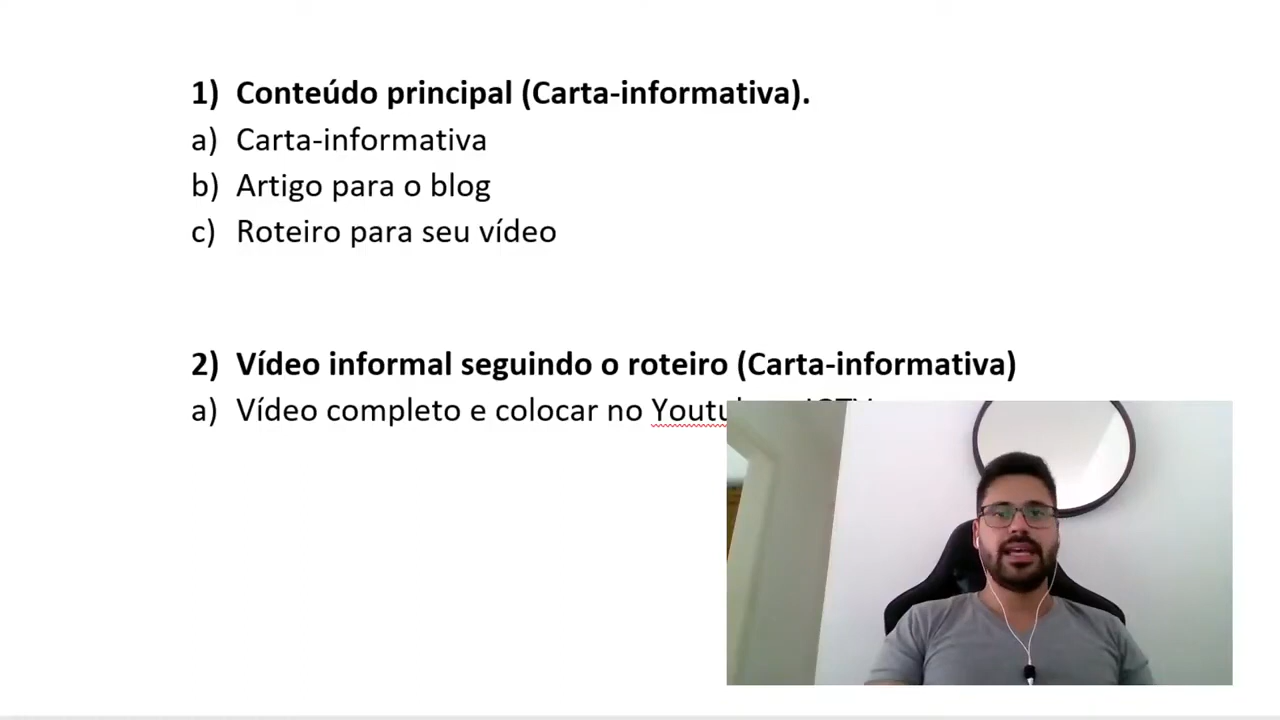 1) Conteúdo principal (Carta-informativa).
a) Carta-informativa
b) Artigo para o blog
c) Roteiro para seu vídeo
2) Vídeo informal seguindo o roteiro (Carta-informativa)
a) Vídeo completo e colocar no